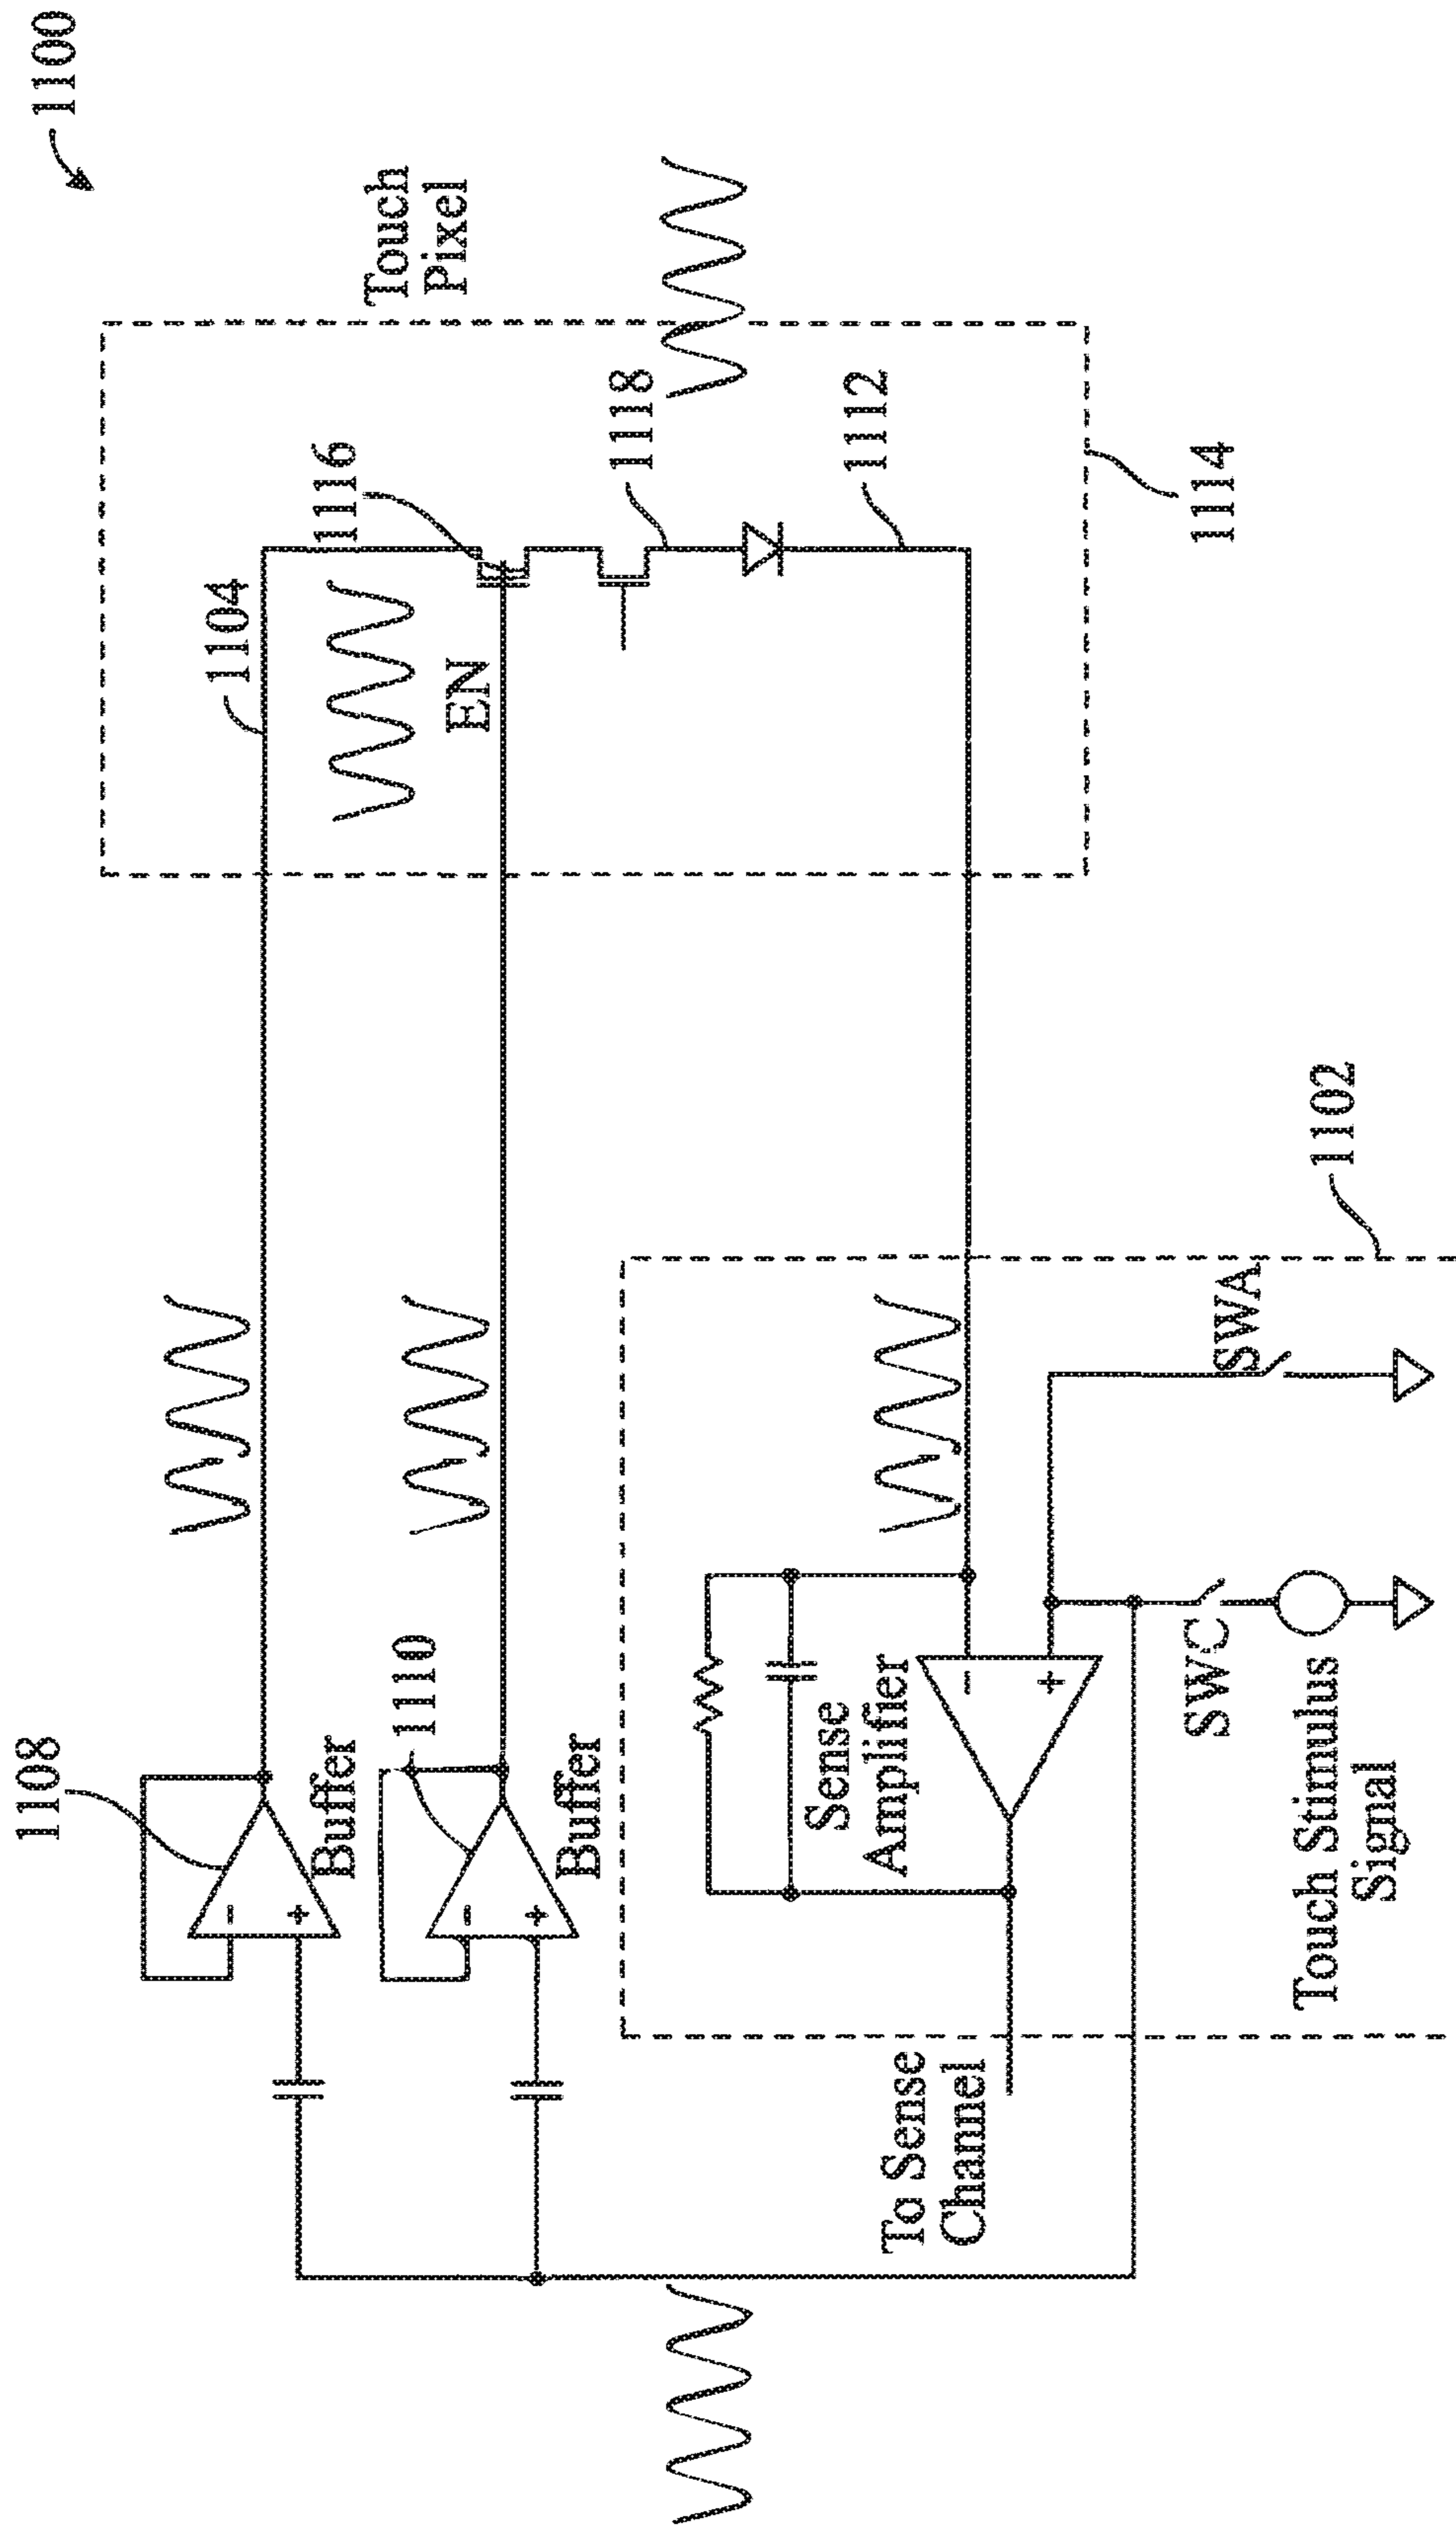 1100
1108
Buffer
1110
Buffer
1104
Touch
Pixel
1116
EN
1118
1112
1114
1102
Sense
Amplifier
To Sense
Channel
SWA
SWC
Touch Stimulus
Signal
-
+
-
+
-
+